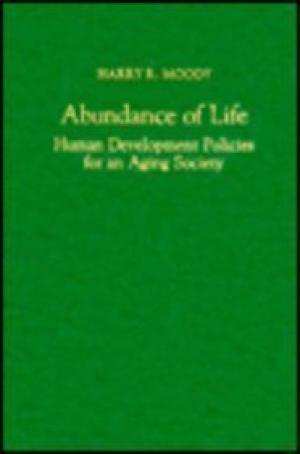 HARRY R. MOODY
Abundance of Life
Human Development Policies
for an Aging Society